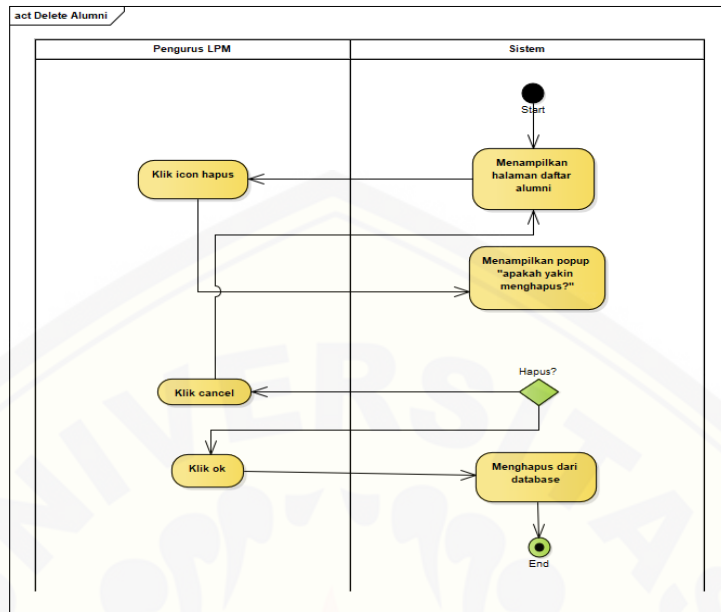 act Delete Alumni
Pengurus LPM
Sistem
Start
Menampilkan
halaman daftar
alumni
Klik icon hapus
Menampilkan popup
"apakah yakin
menghapus?"
Hapus?
Klik cancel
Klik ok
Menghapus dari
database
End
UNIVERSITAS